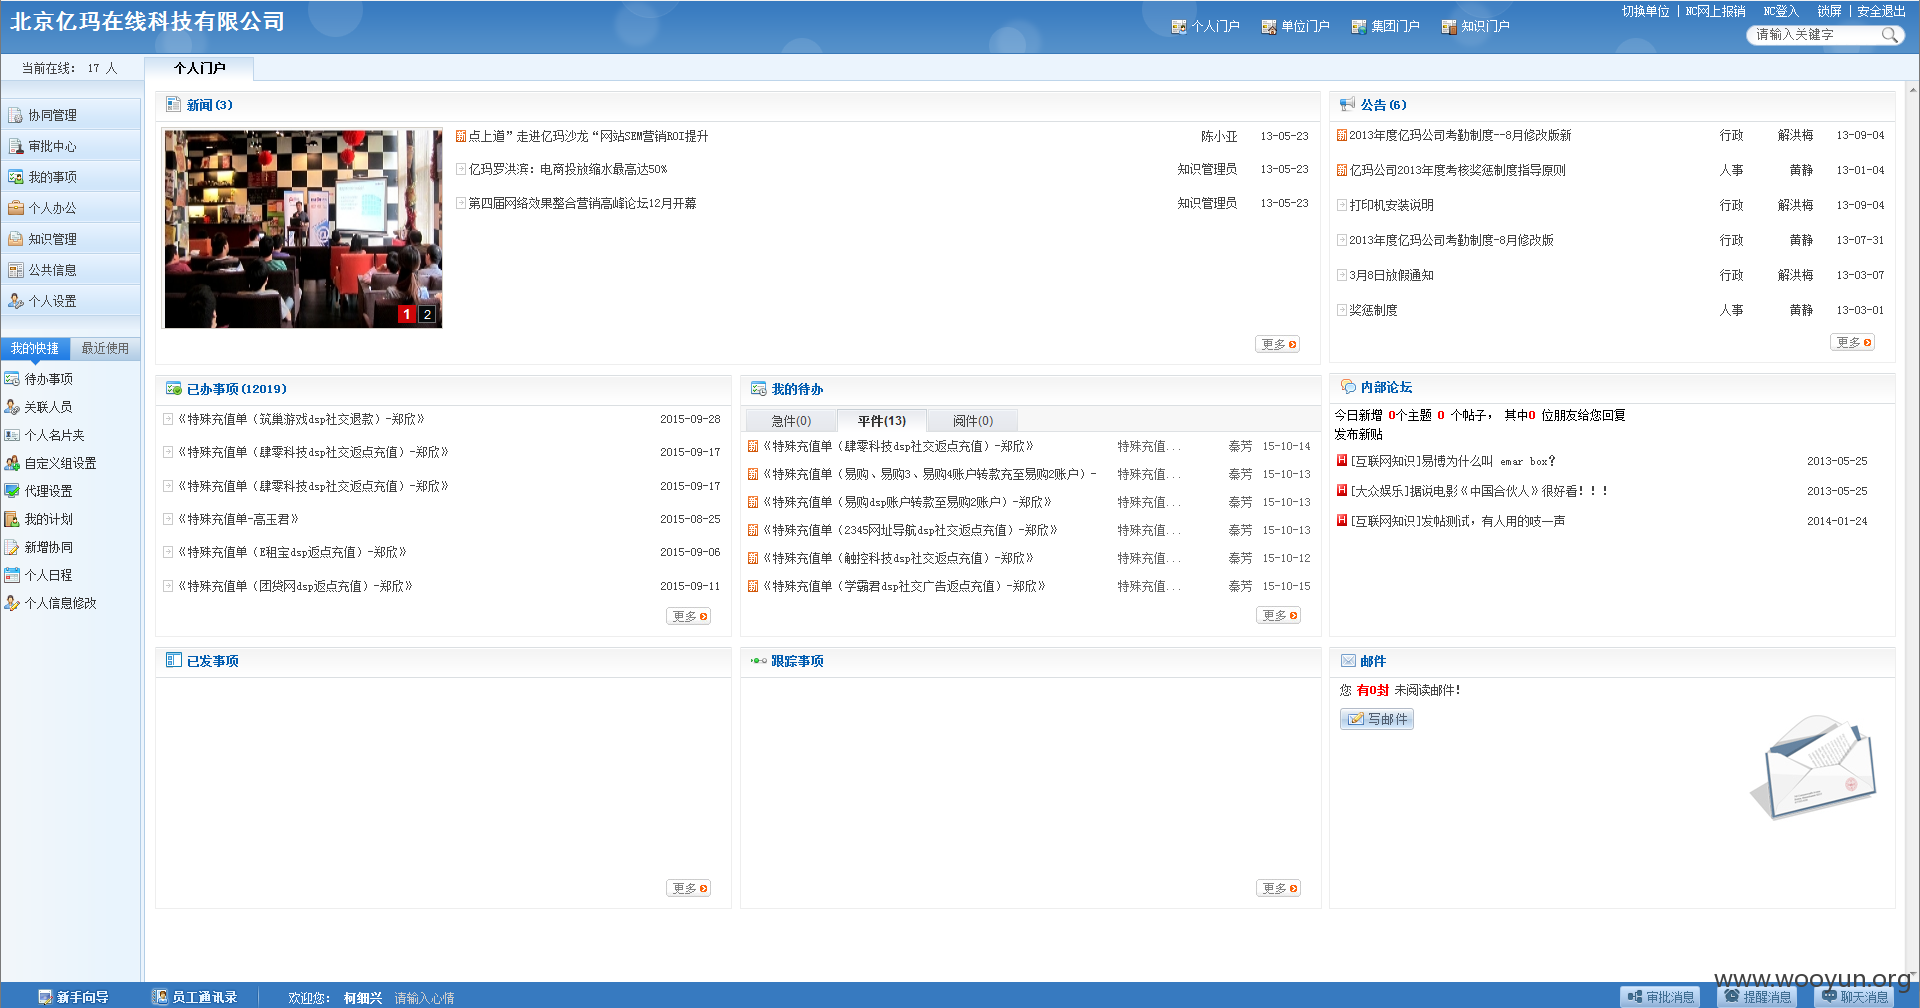 北京亿玛在线科技有限公司
个人门户 单位门户 集团门户 知识门户
切换单位 | NC网上报销 NC登入 锁屏 | 安全退出
请输入关键字
当前在线： 17 人
个人门户
协同管理
审批中心
我的事项
个人办公
知识管理
公共信息
个人设置
我的快捷 最近使用
待办事项
关联人员
个人名片夹
自定义组设置
代理设置
我的计划
新增协同
个人日程
个人信息修改
新闻(3)
1 2
点上道”走进亿玛沙龙“网站SEM营销ROI提升 陈小亚 13-05-23
亿玛罗洪滨：电商投放缩水最高达50% 知识管理员 13-05-23
第四届网络效果整合营销高峰论坛12月开幕 知识管理员 13-05-23
更多
公告(6)
2013年度亿玛公司考勤制度--8月修改版新 行政 解洪梅 13-09-04
亿玛公司2013年度考核奖惩制度指导原则 人事 黄静 13-01-04
打印机安装说明 行政 解洪梅 13-09-04
2013年度亿玛公司考勤制度-8月修改版 行政 黄静 13-07-31
3月8日放假通知 行政 解洪梅 13-03-07
奖惩制度 人事 黄静 13-03-01
更多
已办事项(12019)
《特殊充值单（筑巢游戏dsp社交退款）-郑欣》 2015-09-28
《特殊充值单（肆零科技dsp社交返点充值）-郑欣》 2015-09-17
《特殊充值单（肆零科技dsp社交返点充值）-郑欣》 2015-09-17
《特殊充值单-高玉君》 2015-08-25
《特殊充值单（E租宝dsp返点充值）-郑欣》 2015-09-06
《特殊充值单（团贷网dsp返点充值）-郑欣》 2015-09-11
更多
我的待办
急件(0) 平件(13) 阅件(0)
《特殊充值单（肆零科技dsp社交返点充值）-郑欣》 特殊充值... 秦芳 15-10-14
《特殊充值单（易购、易购3、易购4账户转款充至易购2账户）- 特殊充值... 秦芳 15-10-13
《特殊充值单（易购dsp账户转款至易购2账户）-郑欣》 特殊充值... 秦芳 15-10-13
《特殊充值单（2345网址导航dsp社交返点充值）-郑欣》 特殊充值... 秦芳 15-10-13
《特殊充值单（触控科技dsp社交返点充值）-郑欣》 特殊充值... 秦芳 15-10-12
《特殊充值单（学霸君dsp社交广告返点充值）-郑欣》 特殊充值... 秦芳 15-10-15
更多
内部论坛
今日新增 0个主题 0 个帖子， 其中0 位朋友给您回复
发布新贴
[互联网知识]易博为什么叫 emar box? 2013-05-25
[大众娱乐]据说电影《中国合伙人》很好看！！！ 2013-05-25
[互联网知识]发帖测试，有人用的吱一声 2014-01-24
已发事项
更多
跟踪事项
更多
邮件
您 有0封 未阅读邮件！
写邮件
www.wooyun.org
新手向导 员工通讯录 欢迎您： 何细兴 请输入心情
审批消息 提醒消息 聊天消息